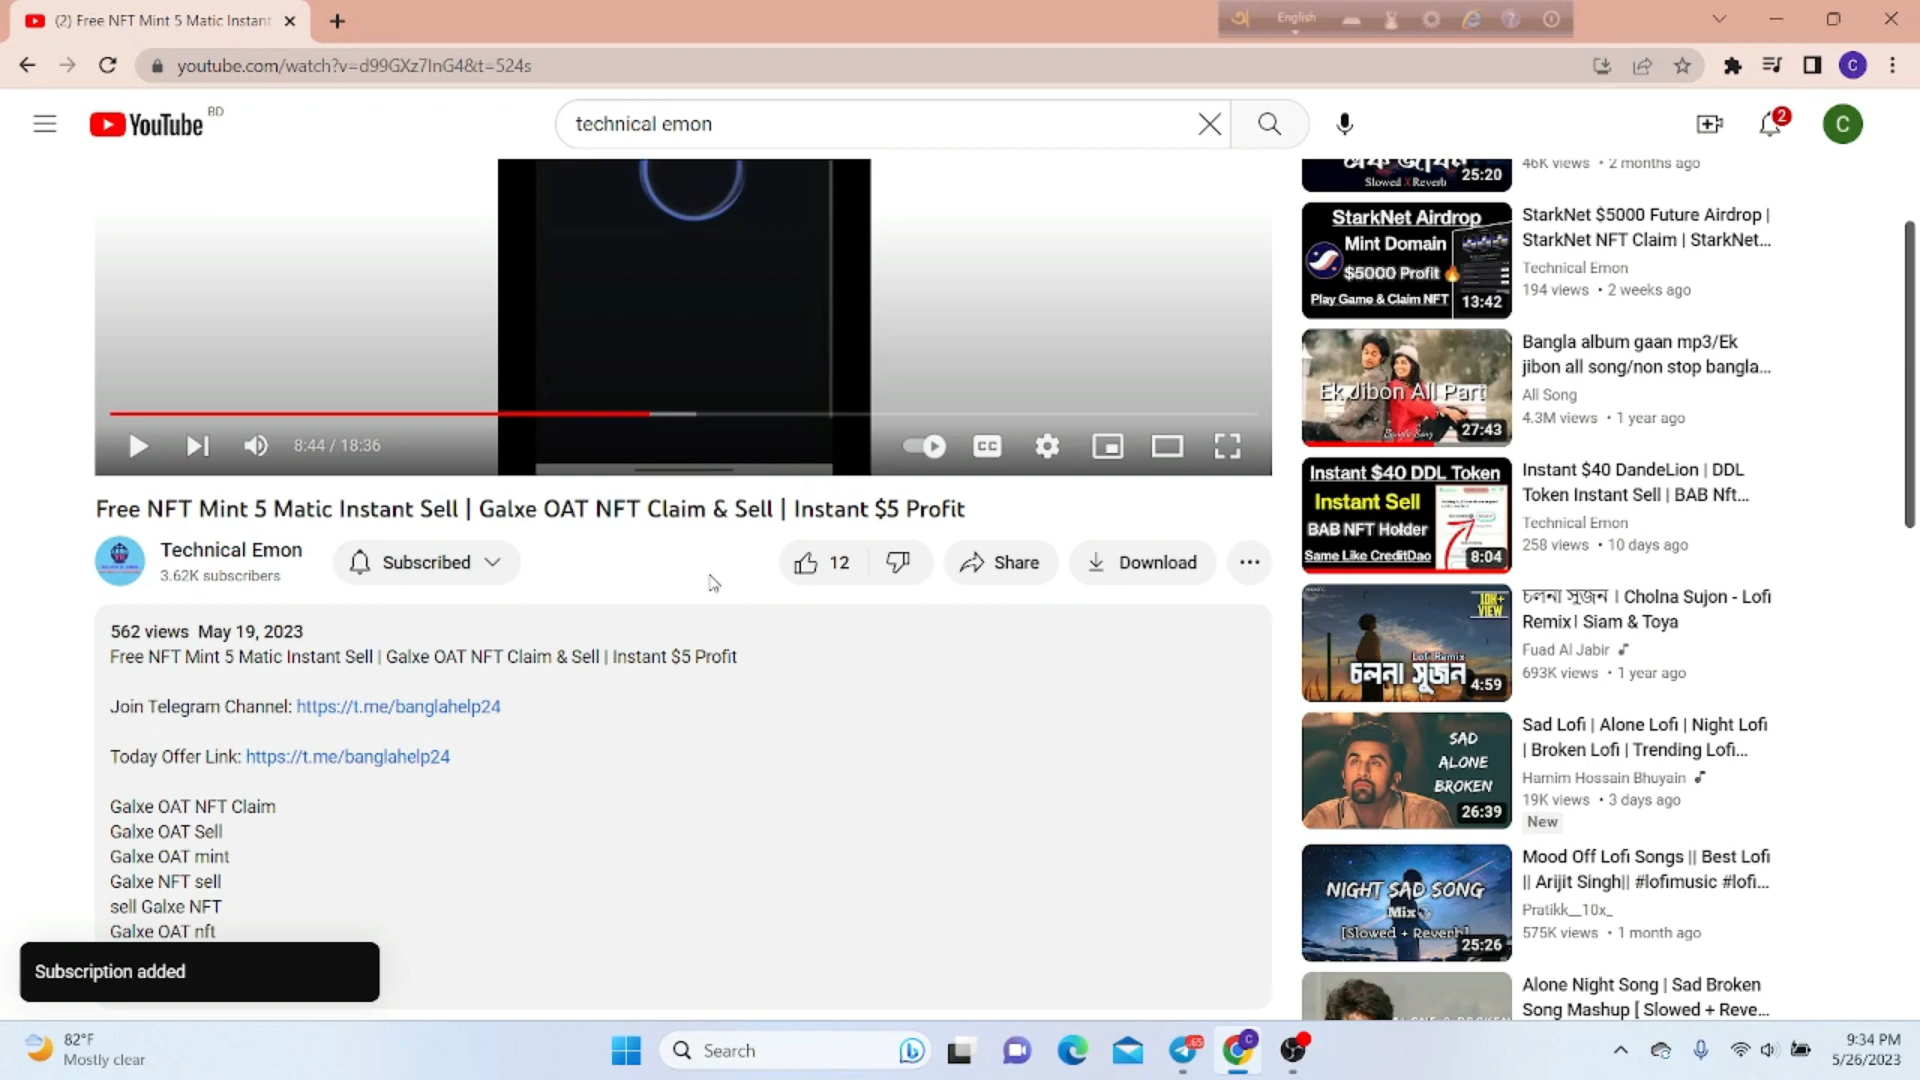 (2) Free NFT Mint 5 Matic Instant
English
youtube.com/watch?v=d99GXz7InG4&t=524s
C
YouTube BD
technical emon
2
C
Slowed X Reverb
25:20
46K views • 2 months ago
StarkNet Airdrop
Mint Domain
$5000 Profit
Play Game & Claim NFT
13:42
StarkNet $5000 Future Airdrop |
StarkNet NFT Claim | StarkNet...
Technical Emon
194 views • 2 weeks ago
Ek Jibon All Part
27:43
Bangla album gaan mp3/Ek
jibon all song/non stop bangla...
All Song
4.3M views • 1 year ago
8:44 / 18:36
CC
Free NFT Mint 5 Matic Instant Sell | Galxe OAT NFT Claim & Sell | Instant $5 Profit
Technical Emon
3.62K subscribers
Subscribed
12
Share
Download
Instant $40 DDL Token
Instant Sell
BAB NFT Holder
Same Like CreditDao
8:04
Instant $40 DandeLion | DDL
Token Instant Sell | BAB Nft...
Technical Emon
258 views • 10 days ago
562 views May 19, 2023
Free NFT Mint 5 Matic Instant Sell | Galxe OAT NFT Claim & Sell | Instant $5 Profit
Join Telegram Channel: https://t.me/banglahelp24
Today Offer Link: https://t.me/banglahelp24
Galxe OAT NFT Claim
Galxe OAT Sell
Galxe OAT mint
Galxe NFT sell
sell Galxe NFT
Galxe OAT nft
10K+
VIEW
Lofi Remix
চলনা সুজন
4:59
চলনা সুজন | Cholna Sujon - Lofi
Remix| Siam & Toya
Fuad Al Jabir
693K views • 1 year ago
SAD
ALONE
BROKEN
26:39
Sad Lofi | Alone Lofi | Night Lofi
| Broken Lofi | Trending Lofi...
Hamim Hossain Bhuyain
19K views • 3 days ago
New
NIGHT SAD SONG
Mix
[Slowed + Reverb]
25:26
Mood Off Lofi Songs || Best Lofi
|| Arijit Singh|| #lofimusic #lofi...
Pratikk__10x_
575K views • 1 month ago
Alone Night Song | Sad Broken
Song Mashup [ Slowed + Reve...
Subscription added
82°F
Mostly clear
Search
65
C
9:34 PM
5/26/2023